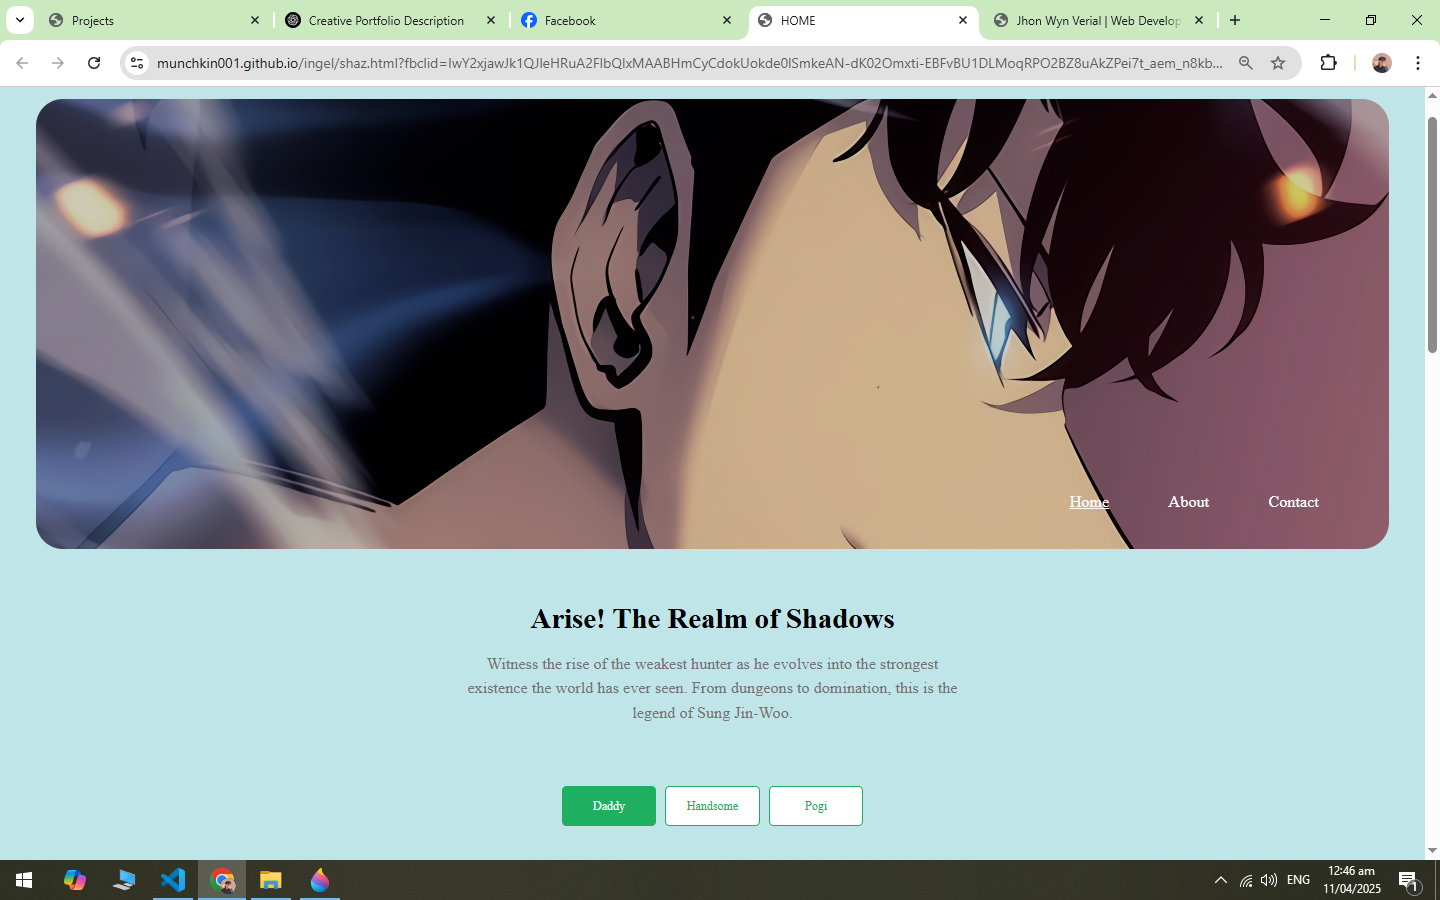 Projects
Creative Portfolio Description
Facebook
HOME
Jhon Wyn Verial | Web Develop
munchkin001.github.io/ingel/shaz.html?fbclid=IwY2xjawJk1QJleHRuA2FlbQIxMAABHmCyCdokUokde0ISmkeAN-dK02Omxti-EBFvBU1DLMoqRPO2BZ8uAkZPei7t_aem_n8kb...
Home About Contact
Arise! The Realm of Shadows
Witness the rise of the weakest hunter as he evolves into the strongest
existence the world has ever seen. From dungeons to domination, this is the
legend of Sung Jin-Woo.
Daddy Handsome Pogi
ENG
12:46 am
11/04/2025
1